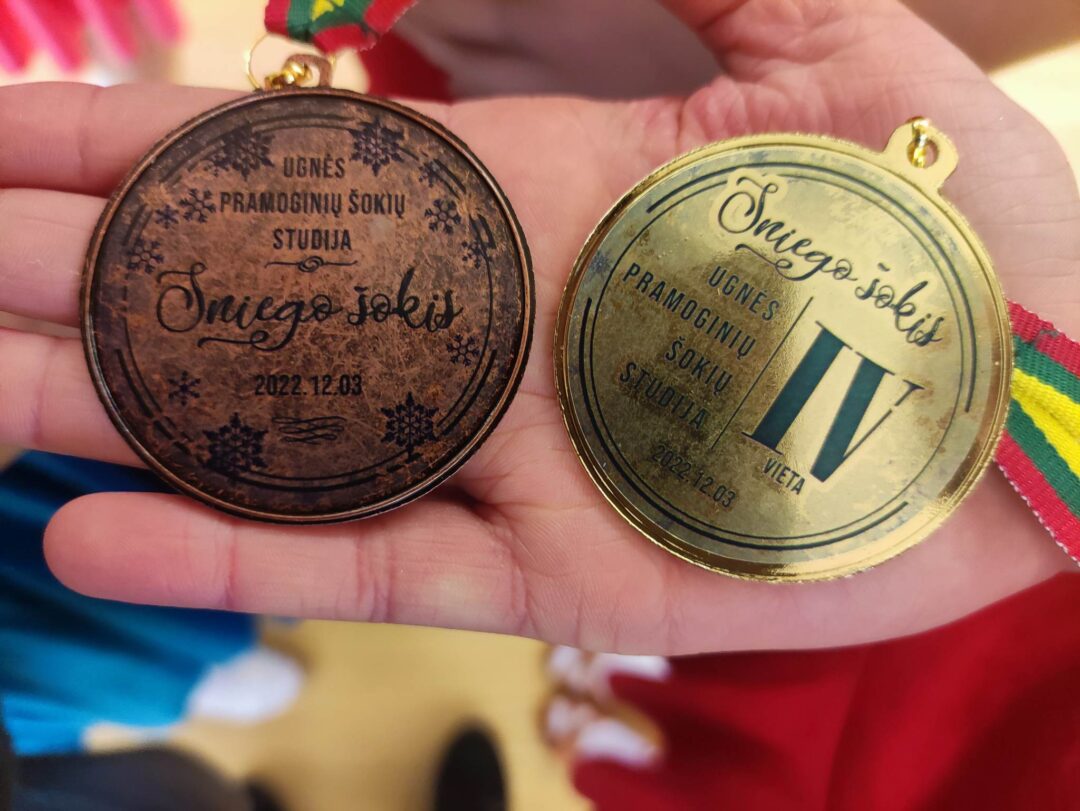 UGNĖS
PRAMOGINIŲ ŠOKIŲ
STUDIJA
Sniego šokis
2022.12.03
Sniego šokis
UGNĖS
PRAMOGINIŲ
ŠOKIŲ
STUDIJA
2022.12.03
IV
VIETA